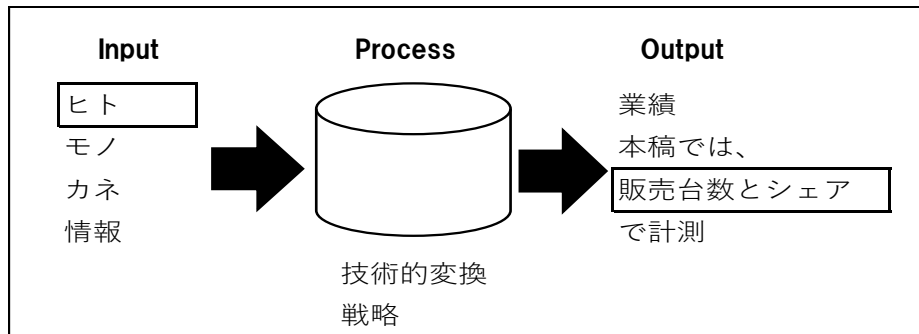 Input
Process
Output
ヒト
モノ
カネ
情報
業績
本稿では、
販売台数とシェア
で計測
技術的変換
戦略